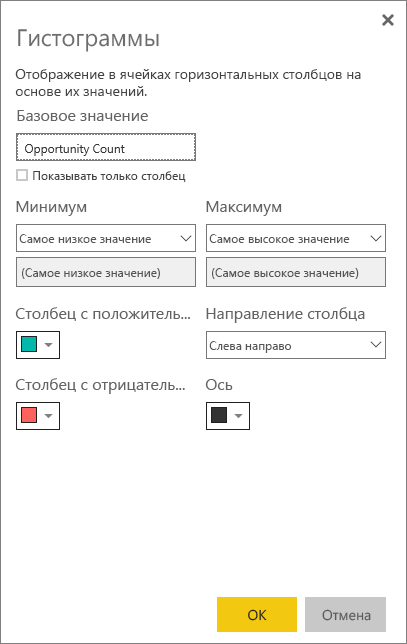 Гистограммы
Отображение в ячейках горизонтальных столбцов на
основе их значений.
Базовое значение
Opportunity Count
Показывать только столбец
Минимум
Максимум
Самое низкое значение
Самое высокое значение
(Самое низкое значение)
(Самое высокое значение)
Столбец с положитель...
Направление столбца
Слева направо
Столбец с отрицатель...
Ось
ОК
Отмена